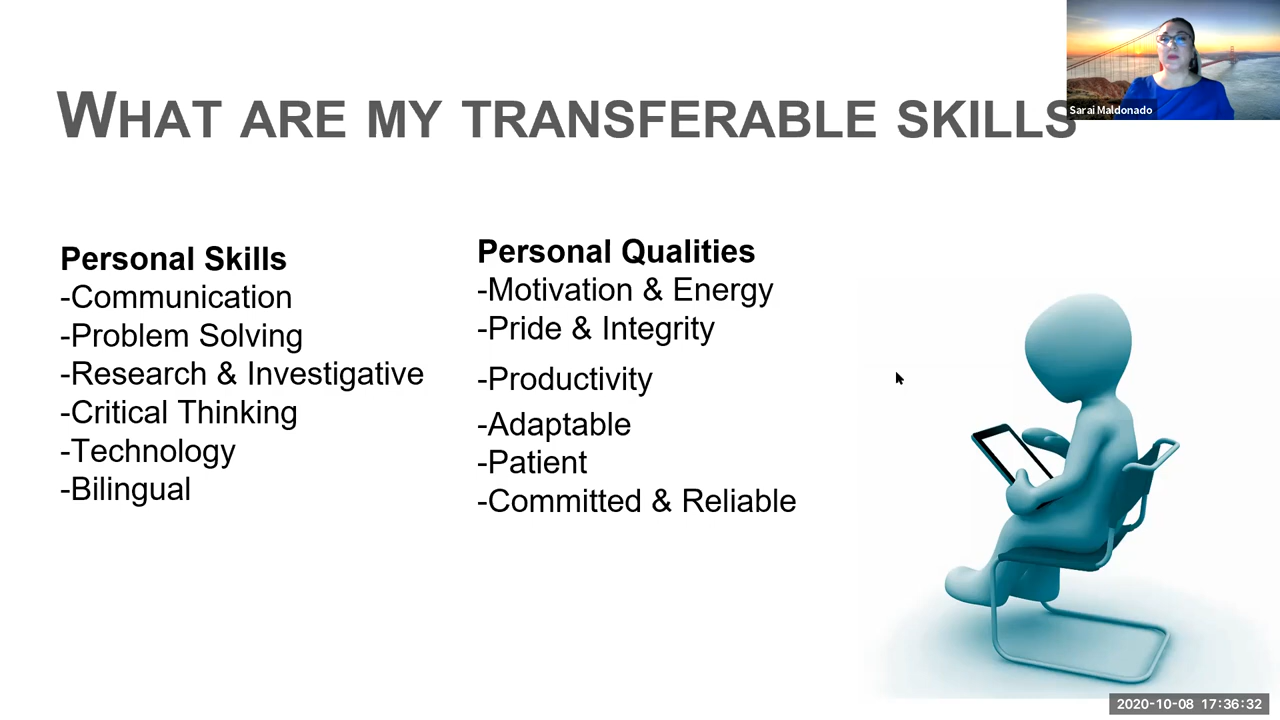 WHAT ARE MY TRANSFERABLE SKILLS
Sarai Maldonado
Personal Skills
-Communication
-Problem Solving
-Research & Investigative
-Critical Thinking
-Technology
-Bilingual
Personal Qualities
-Motivation & Energy
-Pride & Integrity
-Productivity
-Adaptable
-Patient
-Committed & Reliable
2020-10-08 17:36:32